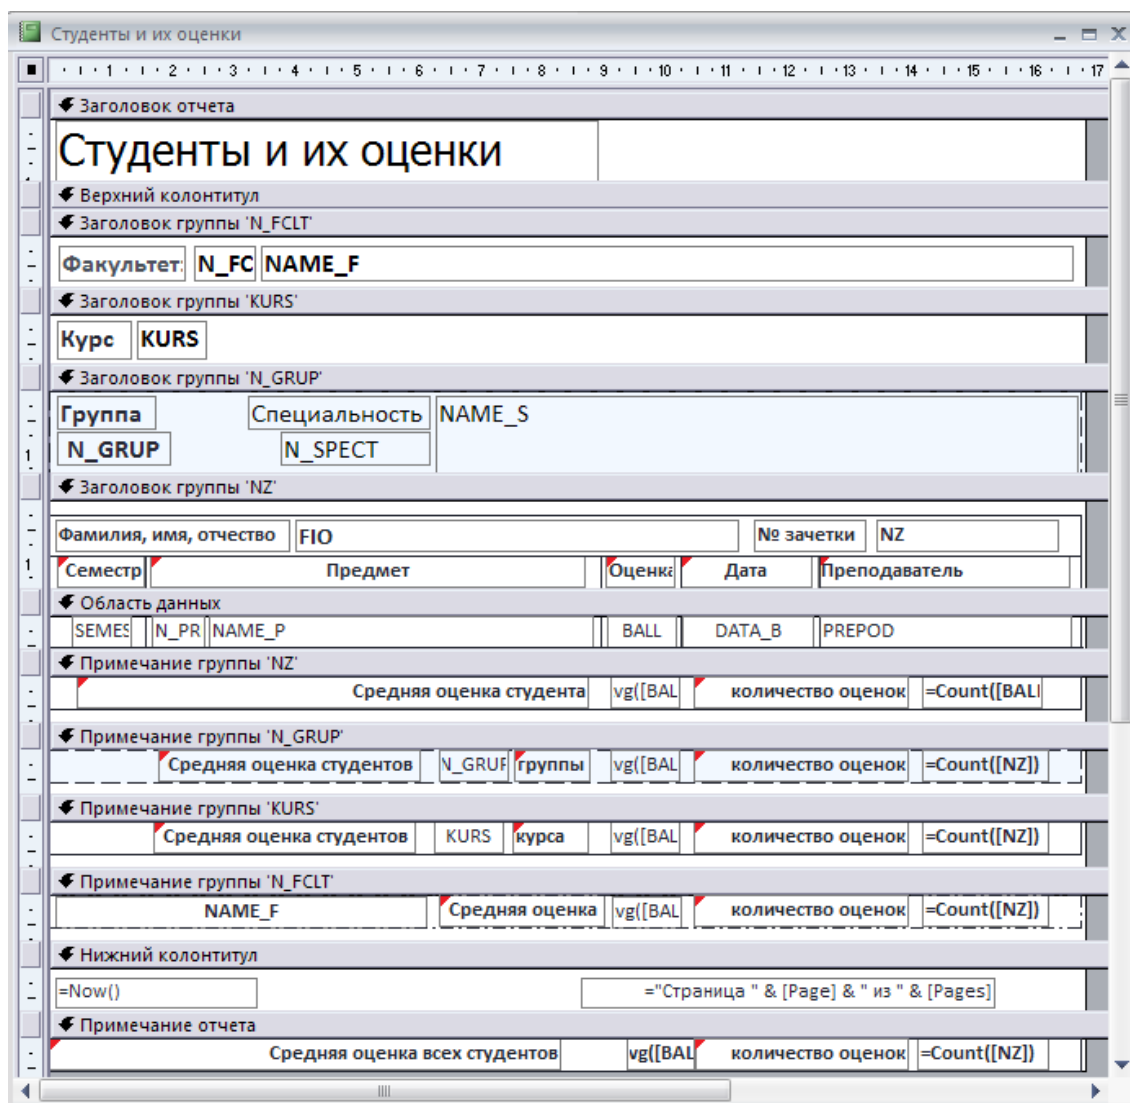 Студенты и их оценки
1 2 3 4 5 6 7 8 9 10 11 12 13 14 15 16 17
Заголовок отчета
Студенты и их оценки
Верхний колонтитул
Заголовок группы 'N_FCLT'
Факультет: N_FC NAME_F
Заголовок группы 'KURS'
Курс KURS
Заголовок группы 'N_GRUP'
Группа Специальность NAME_S
N_GRUP N_SPECT
1
Заголовок группы 'NZ'
Фамилия, имя, отчество FIO № зачетки NZ
1 Семестр Предмет Оценка Дата Преподаватель
Область данных
SEMES N_PR NAME_P BALL DATA_B PREPOD
Примечание группы 'NZ'
Средняя оценка студента vg([BAL количество оценок =Count([BALI
Примечание группы 'N_GRUP'
Средняя оценка студентов N_GRUF группы vg([BAL количество оценок =Count([NZ])
Примечание группы 'KURS'
Средняя оценка студентов KURS курса vg([BAL количество оценок =Count([NZ])
Примечание группы 'N_FCLT'
NAME_F Средняя оценка vg([BAL количество оценок =Count([NZ])
Нижний колонтитул
=Now() ="Страница " & [Page] & " из " & [Pages]
Примечание отчета
Средняя оценка всех студентов vg([BAL количество оценок =Count([NZ])